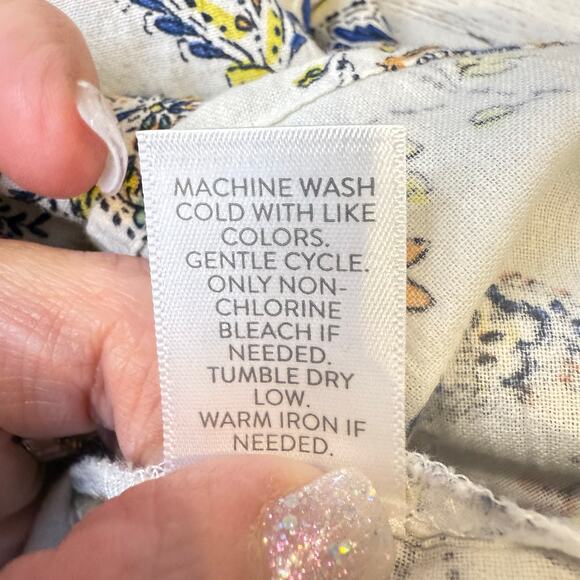 MACHINE WASH
COLD WITH LIKE
COLORS.
GENTLE CYCLE.
ONLY NON-
CHLORINE
BLEACH IF
NEEDED.
TUMBLE DRY
LOW.
WARM IRON IF
NEEDED.